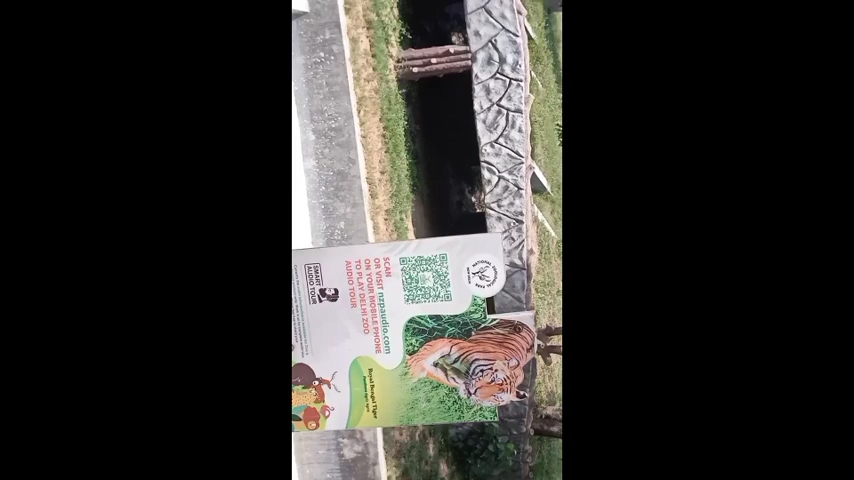 NATIONAL ZOOLOGICAL PARK
SCAN
OR VISIT nzpaudio.com
ON YOUR MOBILE PHONE
TO PLAY DELHI ZOO
AUDIO TOUR
SMART
AUDIO TOUR
Royal Bengal Tiger